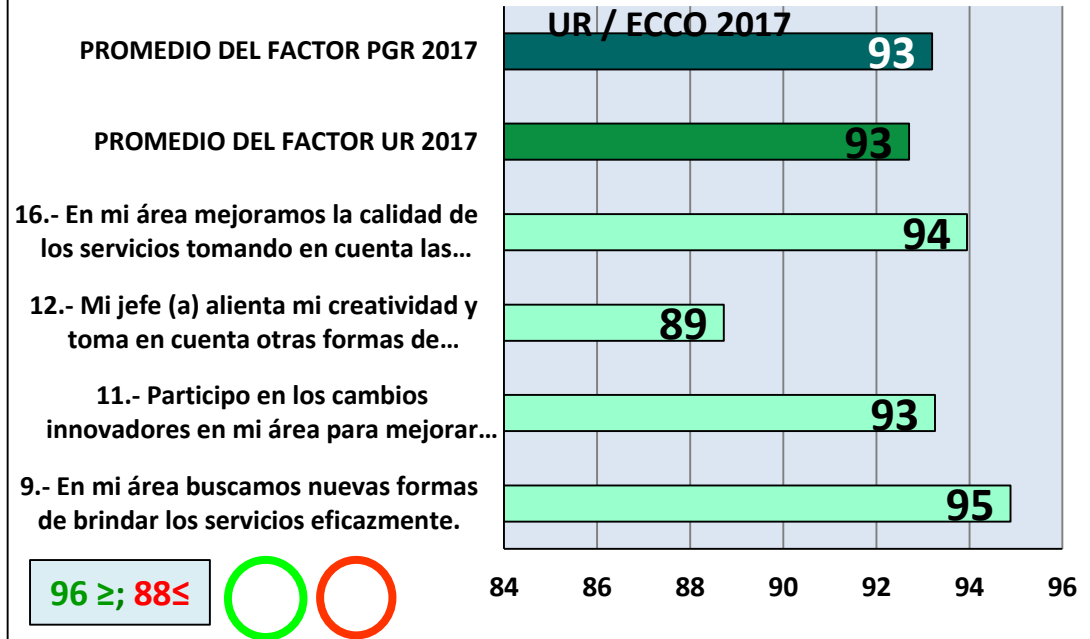 UR / ECCO 2017
PROMEDIO DEL FACTOR PGR 2017
93
PROMEDIO DEL FACTOR UR 2017
93
16.- En mi área mejoramos la calidad de
los servicios tomando en cuenta las...
94
12.- Mi jefe (a) alienta mi creatividad y
toma en cuenta otras formas de...
89
11.- Participo en los cambios
innovadores en mi área para mejorar...
93
9.- En mi área buscamos nuevas formas
de brindar los servicios eficazmente.
95
84 86 88 90 92 94 96
96 ≥; 88≤